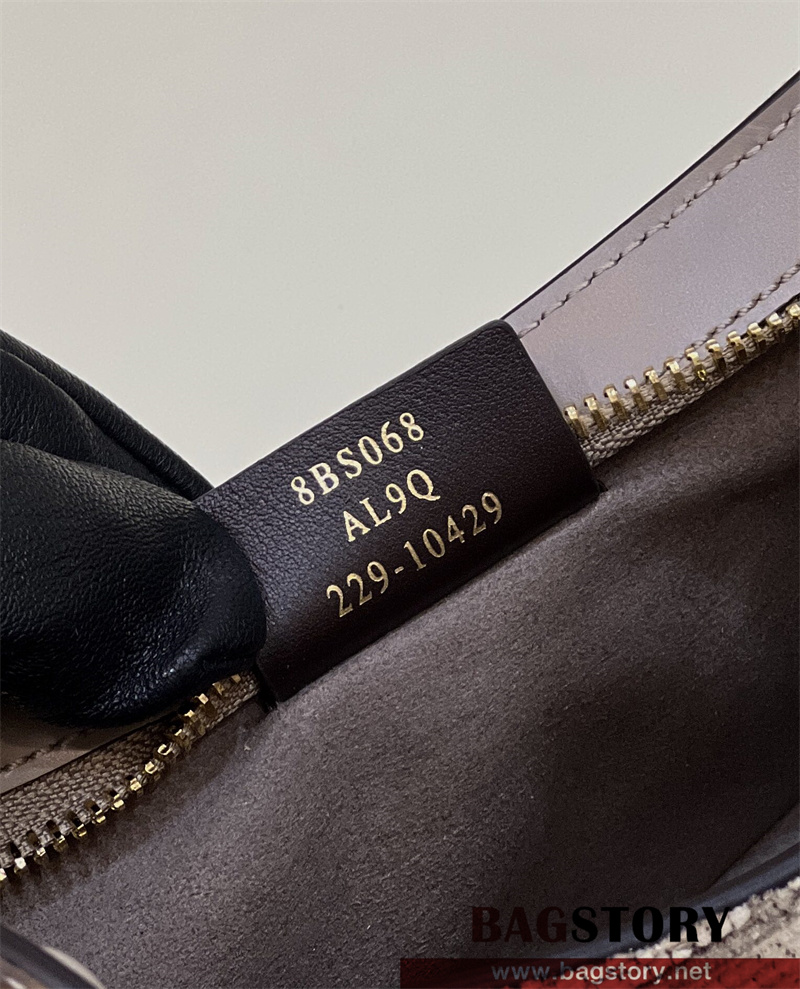 8BS068
AL9Q
229-10429
BAGSTORY
www.bagstory.net